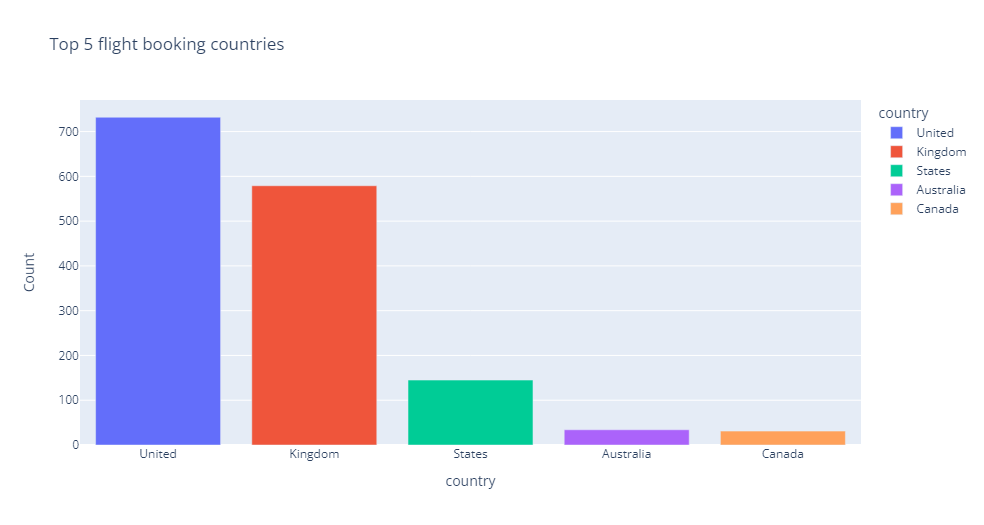 Top 5 flight booking countries
country
United
Kingdom
States
Australia
Canada
700
600
500
400
300
200
100
0
Count
United Kingdom States Australia Canada
country